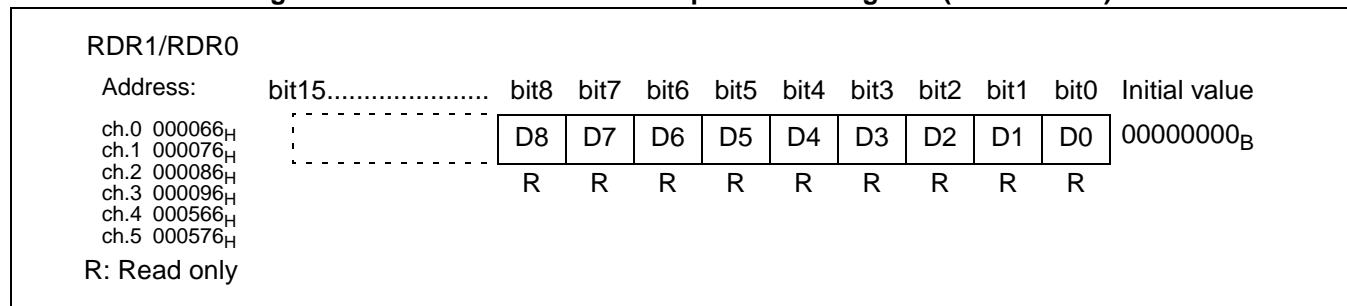 RDR1/RDR0
Address: bit15...................... bit8 bit7 bit6 bit5 bit4 bit3 bit2 bit1 bit0 Initial value
ch.0 000066H D8 D7 D6 D5 D4 D3 D2 D1 D0 00000000B
ch.1 000076H
ch.2 000086H R R R R R R R R R
ch.3 000096H
ch.4 000566H
ch.5 000576H
R: Read only